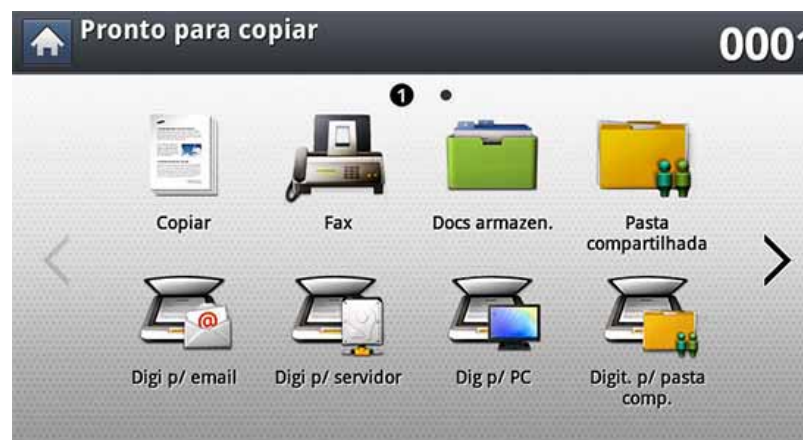 Pronto para copiar
0001
1
Copiar
Fax
Docs armazen.
Pasta
compartilhada
@
Digi p/ email
Digi p/ servidor
Dig p/ PC
Digit. p/ pasta
comp.